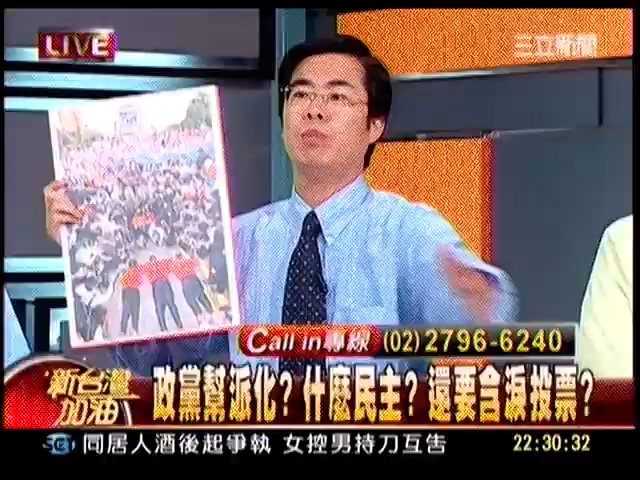 LIVE
三立新聞
Call in專線 (02)2796-6240
新台灣
加油
政黨幫派化? 什麼民主? 還要含淚投票?
SET 同居人酒後起爭執 女控男持刀互告
22:30:32